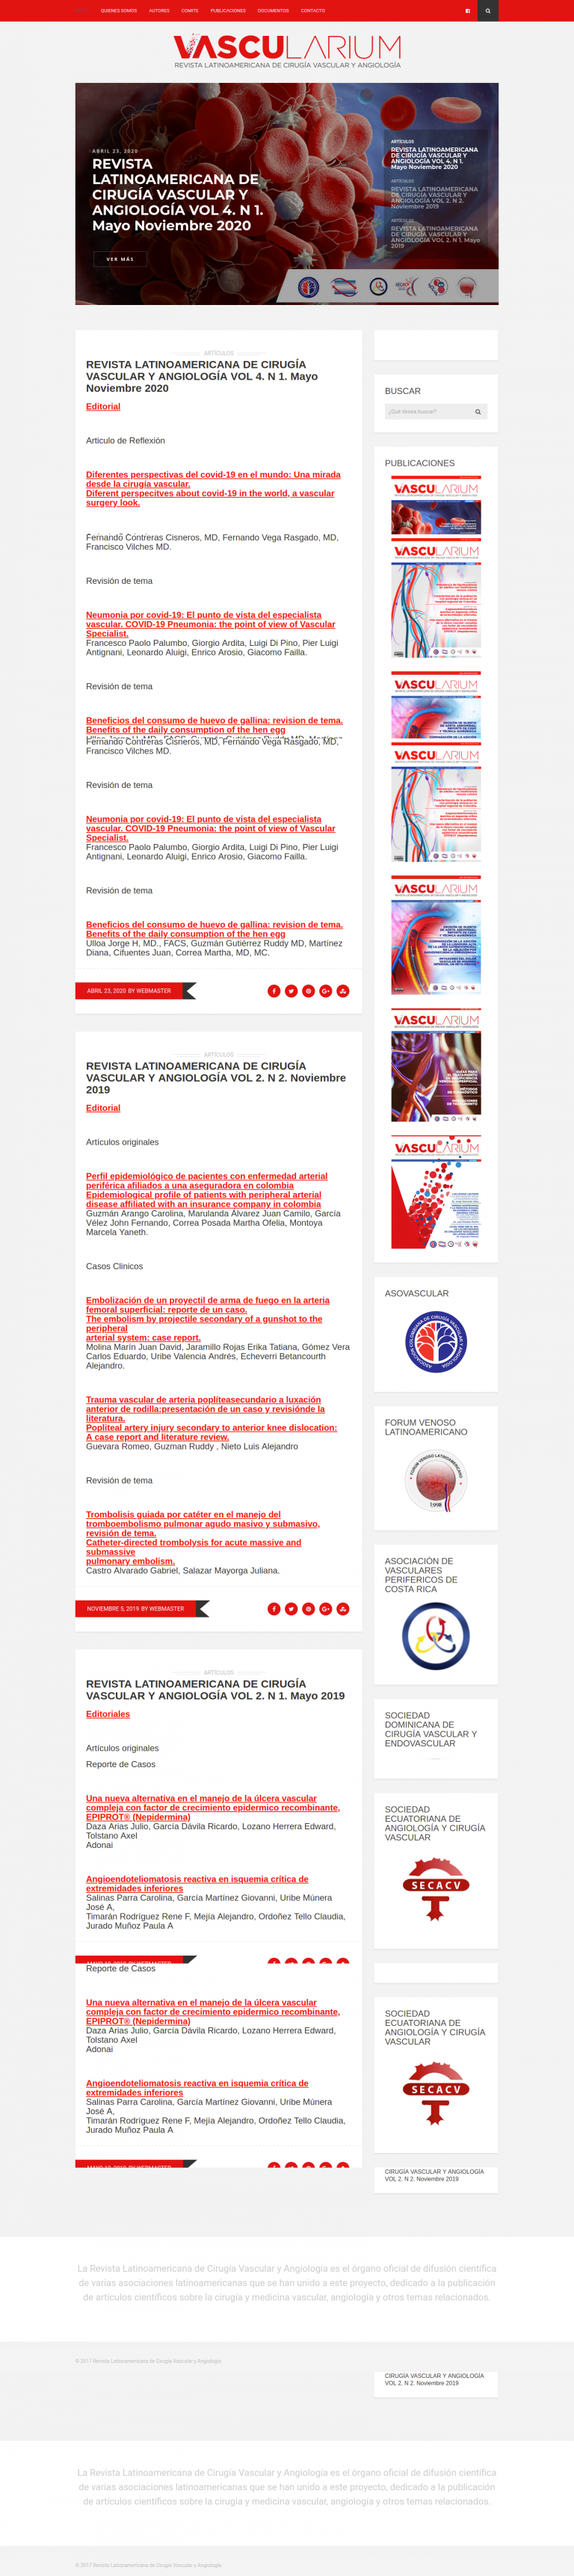 QUIENES SOMOS AUTORES COMITE PUBLICACIONES DOCUMENTOS CONTACTO
VASCULARIUM
REVISTA LATINOAMERICANA DE CIRUGÍA VASCULAR Y ANGIOLOGÍA
ABRIL 23, 2020
REVISTA
LATINOAMERICANA DE
CIRUGÍA VASCULAR Y
ANGIOLOGÍA VOL 4. N 1.
Mayo Noviembre 2020
VER MÁS
ARTÍCULOS
REVISTA LATINOAMERICANA
DE CIRUGÍA VASCULAR Y
ANGIOLOGÍA VOL 4. N 1.
Mayo Noviembre 2020
ARTÍCULOS
REVISTA LATINOAMERICANA
DE CIRUGÍA VASCULAR Y
ANGIOLOGÍA VOL 2. N 2.
Noviembre 2019
ARTÍCULOS
REVISTA LATINOAMERICANA
DE CIRUGÍA VASCULAR Y
ANGIOLOGÍA VOL 2. N 1. Mayo
2019
ARTÍCULOS
REVISTA LATINOAMERICANA DE CIRUGÍA
VASCULAR Y ANGIOLOGÍA VOL 4. N 1. Mayo
Noviembre 2020
Editorial
Articulo de Reflexión
Diferentes perspectivas del covid-19 en el mundo: Una mirada
desde la cirugía vascular.
Diferent perspecitves about covid-19 in the world, a vascular
surgery look.
Fernando Contreras Cisneros, MD, Fernando Vega Rasgado, MD,
Francisco Vilches MD.
Revisión de tema
Neumonia por covid-19: El punto de vista del especialista
vascular. COVID-19 Pneumonia: the point of view of Vascular
Specialist.
Francesco Paolo Palumbo, Giorgio Ardita, Luigi Di Pino, Pier Luigi
Antignani, Leonardo Aluigi, Enrico Arosio, Giacomo Failla.
Revisión de tema
Beneficios del consumo de huevo de gallina: revision de tema.
Benefits of the daily consumption of the hen egg
Fernando Contreras Cisneros, MD, Fernando Vega Rasgado, MD,
Francisco Vilches MD.
Revisión de tema
Neumonia por covid-19: El punto de vista del especialista
vascular. COVID-19 Pneumonia: the point of view of Vascular
Specialist.
Francesco Paolo Palumbo, Giorgio Ardita, Luigi Di Pino, Pier Luigi
Antignani, Leonardo Aluigi, Enrico Arosio, Giacomo Failla.
Revisión de tema
Beneficios del consumo de huevo de gallina: revision de tema.
Benefits of the daily consumption of the hen egg
Ulloa Jorge H, MD., FACS, Guzmán Gutiérrez Ruddy MD, Martínez
Diana, Cifuentes Juan, Correa Martha, MD, MC.
ABRIL 23, 2020 BY WEBMASTER
ARTÍCULOS
REVISTA LATINOAMERICANA DE CIRUGÍA
VASCULAR Y ANGIOLOGÍA VOL 2. N 2. Noviembre
2019
Editorial
Artículos originales
Perfil epidemiológico de pacientes con enfermedad arterial
periférica afiliados a una aseguradora en colombia
Epidemiological profile of patients with peripheral arterial
disease affiliated with an insurance company in colombia
Guzmán Arango Carolina, Marulanda Álvarez Juan Camilo, García
Vélez John Fernando, Correa Posada Martha Ofelia, Montoya
Marcela Yaneth.
Casos Clinicos
Embolización de un proyectil de arma de fuego en la arteria
femoral superficial: reporte de un caso.
The embolism by projectile secondary of a gunshot to the
peripheral
arterial system: case report.
Molina Marín Juan David, Jaramillo Rojas Erika Tatiana, Gómez Vera
Carlos Eduardo, Uribe Valencia Andrés, Echeverri Betancourth
Alejandro.
Trauma vascular de arteria poplíteasecundario a luxación
anterior de rodilla:presentación de un caso y revisiónde la
literatura.
Popliteal artery injury secondary to anterior knee dislocation:
A case report and literature review.
Guevara Romeo, Guzman Ruddy , Nieto Luis Alejandro
Revisión de tema
Trombolisis guiada por catéter en el manejo del
tromboembolismo pulmonar agudo masivo y submasivo,
revisión de tema.
Catheter-directed trombolysis for acute massive and
submassive
pulmonary embolism.
Castro Alvarado Gabriel, Salazar Mayorga Juliana.
NOVIEMBRE 5, 2019 BY WEBMASTER
ARTÍCULOS
REVISTA LATINOAMERICANA DE CIRUGÍA
VASCULAR Y ANGIOLOGÍA VOL 2. N 1. Mayo 2019
Editoriales
Artículos originales
Reporte de Casos
Una nueva alternativa en el manejo de la úlcera vascular
compleja con factor de crecimiento epidermico recombinante,
EPIPROT® (Nepidermina)
Daza Arias Julio, García Dávila Ricardo, Lozano Herrera Edward,
Tolstano Axel
Adonai
Angioendoteliomatosis reactiva en isquemia crítica de
extremidades inferiores
Salinas Parra Carolina, García Martínez Giovanni, Uribe Múnera
José A,
Timarán Rodríguez Rene F, Mejía Alejandro, Ordoñez Tello Claudia,
Jurado Muñoz Paula A
Reporte de Casos
Una nueva alternativa en el manejo de la úlcera vascular
compleja con factor de crecimiento epidermico recombinante,
EPIPROT® (Nepidermina)
Daza Arias Julio, García Dávila Ricardo, Lozano Herrera Edward,
Tolstano Axel
Adonai
Angioendoteliomatosis reactiva en isquemia crítica de
extremidades inferiores
Salinas Parra Carolina, García Martínez Giovanni, Uribe Múnera
José A,
Timarán Rodríguez Rene F, Mejía Alejandro, Ordoñez Tello Claudia,
Jurado Muñoz Paula A
BUSCAR
¿Qué desea buscar?
PUBLICACIONES
VASCULARIUM
VASCULARIUM
VASCULARIUM
VASCULARIUM
VASCULARIUM
VASCULARIUM
VASCULARIUM
ASOVASCULAR
ASOCIACIÓN COLOMBIANA DE CIRUGÍA VASCULAR Y ANGIOLOGÍA
FORUM VENOSO
LATINOAMERICANO
FORUM VENOSO LATINOAMERICANO
1998
ASOCIACIÓN DE
VASCULARES
PERIFERICOS DE
COSTA RICA
SOCIEDAD
DOMINICANA DE
CIRUGÍA VASCULAR Y
ENDOVASCULAR
SOCIEDAD
ECUATORIANA DE
ANGIOLOGÍA Y CIRUGÍA
VASCULAR
SECACV
SOCIEDAD
ECUATORIANA DE
ANGIOLOGÍA Y CIRUGÍA
VASCULAR
SECACV
CIRUGÍA VASCULAR Y ANGIOLOGÍA
VOL 2. N 2. Noviembre 2019
La Revista Latinoamericana de Cirugía Vascular y Angiología es el órgano oficial de difusión científica
de varias asociaciones latinoamericanas que se han unido a este proyecto, dedicado a la publicación
de artículos científicos sobre la cirugía y medicina vascular, angiología y otros temas relacionados.
© 2017 Revista Latinoamericana de Cirugía Vascular y Angiología
CIRUGÍA VASCULAR Y ANGIOLOGÍA
VOL 2. N 2. Noviembre 2019
La Revista Latinoamericana de Cirugía Vascular y Angiología es el órgano oficial de difusión científica
de varias asociaciones latinoamericanas que se han unido a este proyecto, dedicado a la publicación
de artículos científicos sobre la cirugía y medicina vascular, angiología y otros temas relacionados.
© 2017 Revista Latinoamericana de Cirugía Vascular y Angiología